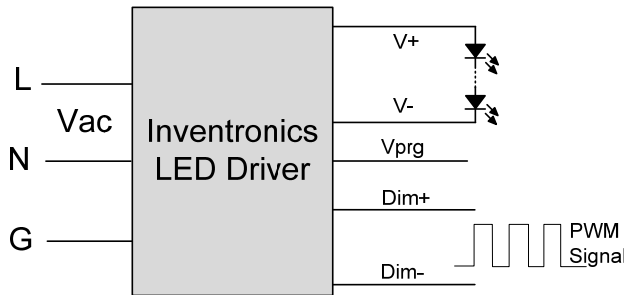 L
Vac
N
G
Inventronics
LED Driver
V+
V-
Vprg
Dim+
Dim-
PWM
Signal